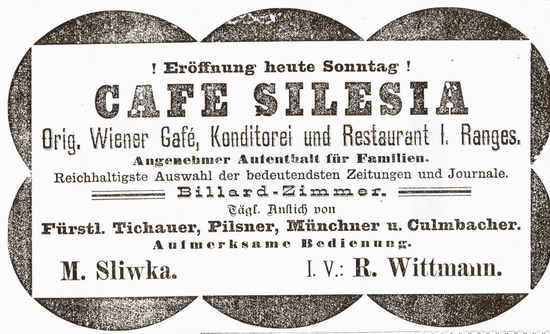 ! Eröffnung heute Sonntag !
CAFE SILESIA
Orig. Wiener Café, Konditorei und Restaurant I. Ranges.
Angenehmer Aufenthalt für Familien.
Reichhaltigste Auswahl der bedeutendsten Zeitungen und Journale.
Billard-Zimmer.
Tägl. Anstich von
Fürstl. Tichauer, Pilsner, Münchner u. Culmbacher.
Aufmerksame Bedienung.
M. Sliwka. I. V.: R. Wittmann.